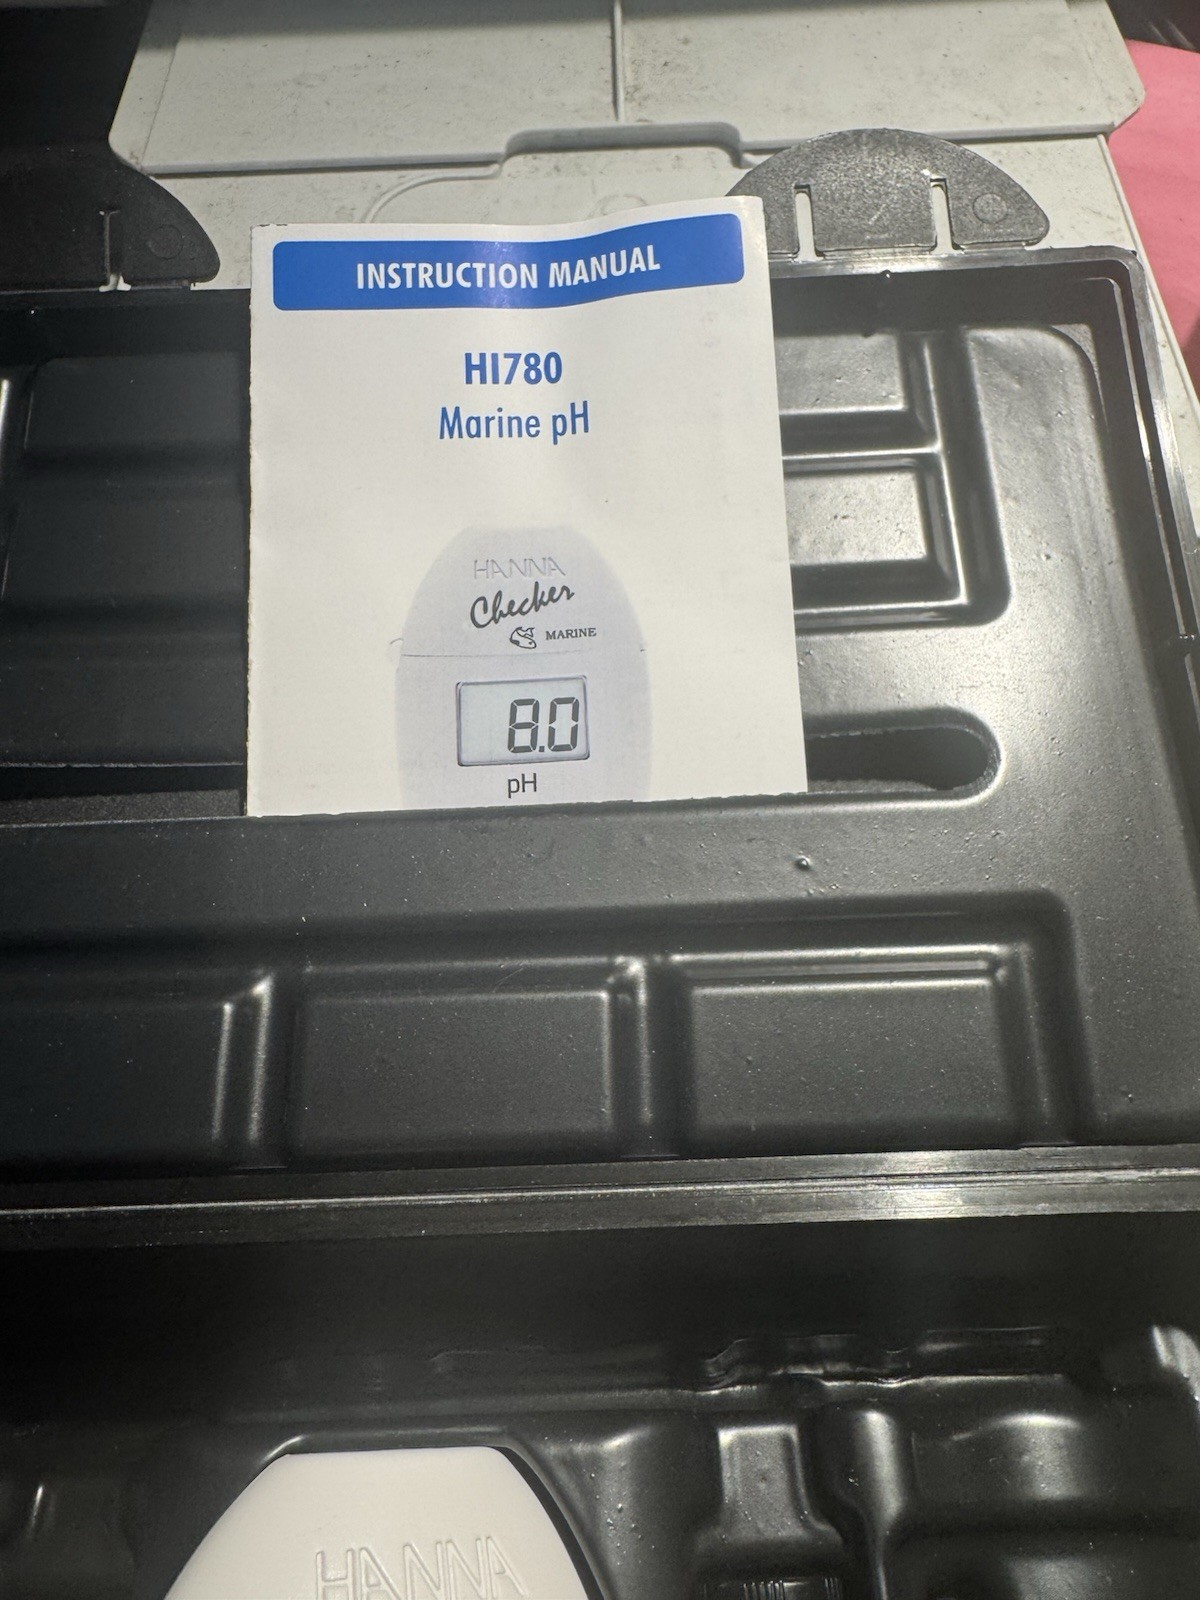 INSTRUCTION MANUAL
HI780
Marine pH
HANNA
Checker
MARINE
8.0
pH
HANNA